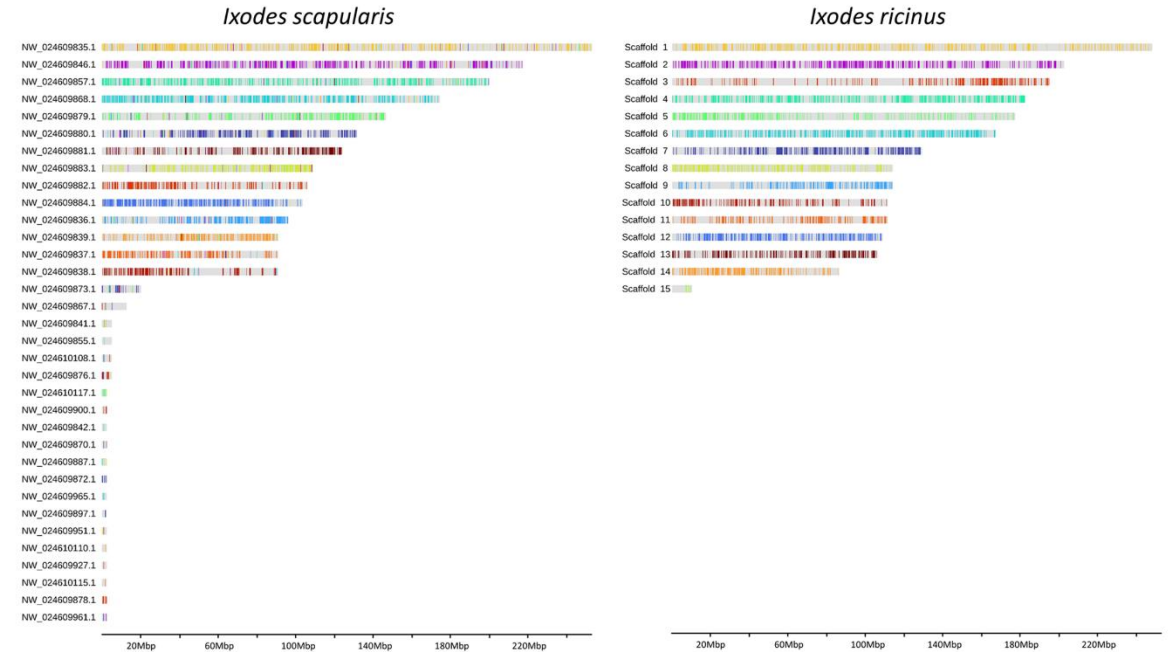 Ixodes scapularis
NW_024609835.1
NW_024609846.1
NW_024609857.1
NW_024609868.1
NW_024609879.1
NW_024609880.1
NW_024609881.1
NW_024609883.1
NW_024609882.1
NW_024609884.1
NW_024609836.1
NW_024609839.1
NW_024609837.1
NW_024609838.1
NW_024609873.1
NW_024609867.1
NW_024609841.1
NW_024609855.1
NW_024610108.1
NW_024609876.1
NW_024610117.1
NW_024609900.1
NW_024609842.1
NW_024609870.1
NW_024609887.1
NW_024609872.1
NW_024609965.1
NW_024609897.1
NW_024609951.1
NW_024610110.1
NW_024609927.1
NW_024610115.1
NW_024609878.1
NW_024609961.1
20Mbp 60Mbp 100Mbp 140Mbp 180Mbp 220Mbp
Ixodes ricinus
Scaffold 1
Scaffold 2
Scaffold 3
Scaffold 4
Scaffold 5
Scaffold 6
Scaffold 7
Scaffold 8
Scaffold 9
Scaffold 10
Scaffold 11
Scaffold 12
Scaffold 13
Scaffold 14
Scaffold 15
20Mbp 60Mbp 100Mbp 140Mbp 180Mbp 220Mbp